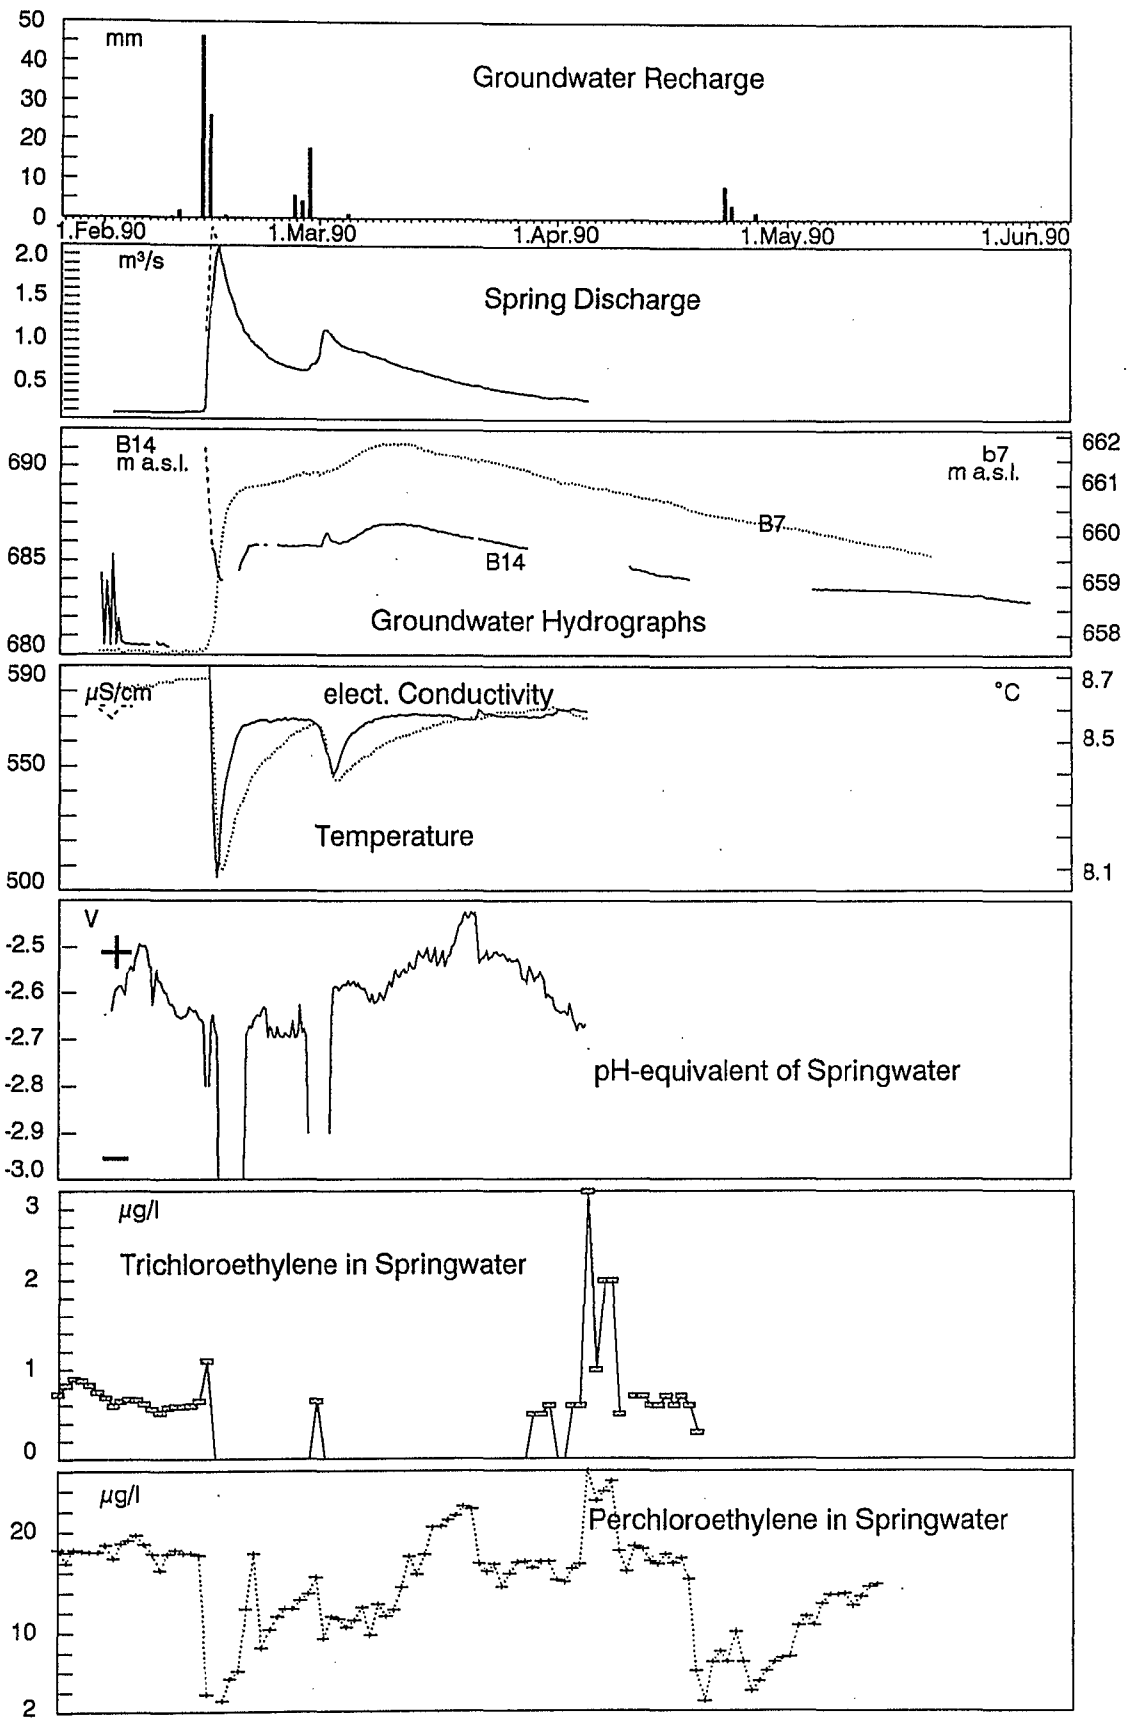 50
mm
40
Groundwater Recharge
30
20
10
0
1.Feb.90 1.Mar.90 1.Apr.90 1.May.90 1.Jun.90
2.0
m³/s
1.5
Spring Discharge
1.0
0.5
B14
m a.s.l.
b7
m a.s.l.
662
690
661
B7
660
685
B14
659
Groundwater Hydrographs
658
680
590
µS/cm
elect. Conductivity
°C
8.7
8.5
550
Temperature
8.1
500
V
-2.5
+
-2.6
-2.7
pH-equivalent of Springwater
-2.8
-2.9
-3.0
–
3
µg/l
Trichloroethylene in Springwater
2
1
0
µg/l
20
Perchloroethylene in Springwater
10
2